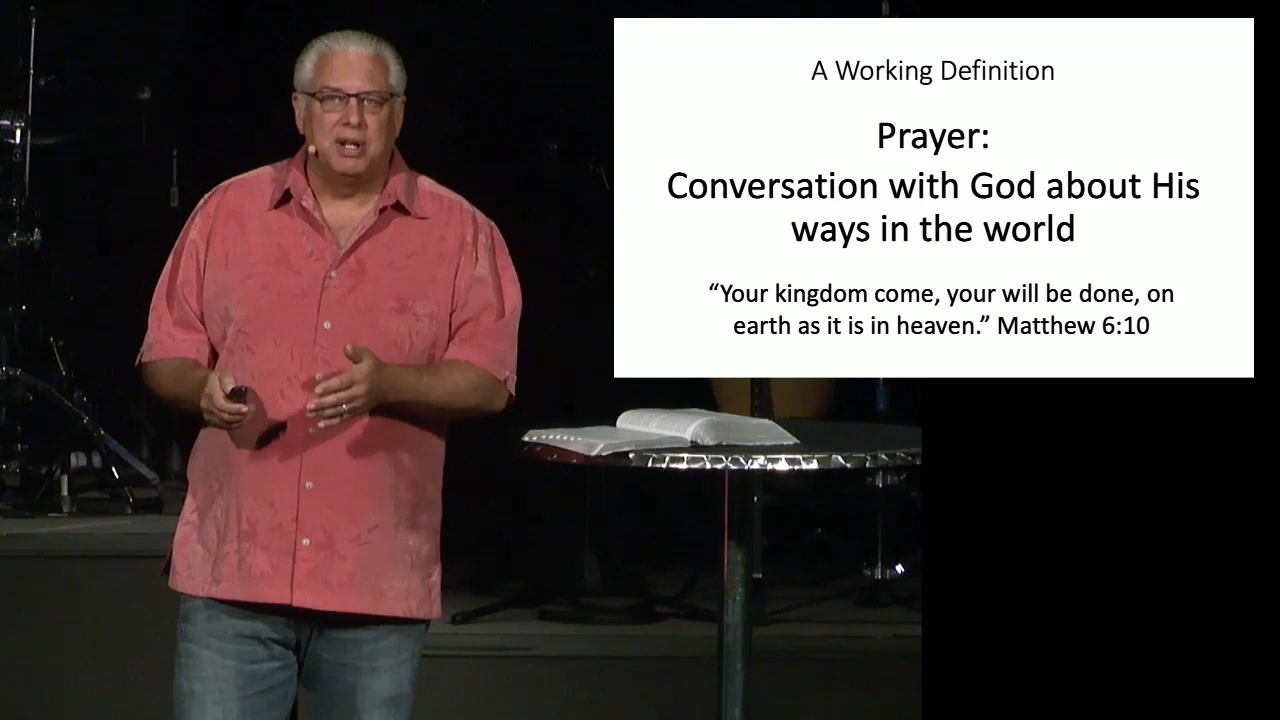 A Working Definition
Prayer:
Conversation with God about His
ways in the world
“Your kingdom come, your will be done, on
earth as it is in heaven.” Matthew 6:10